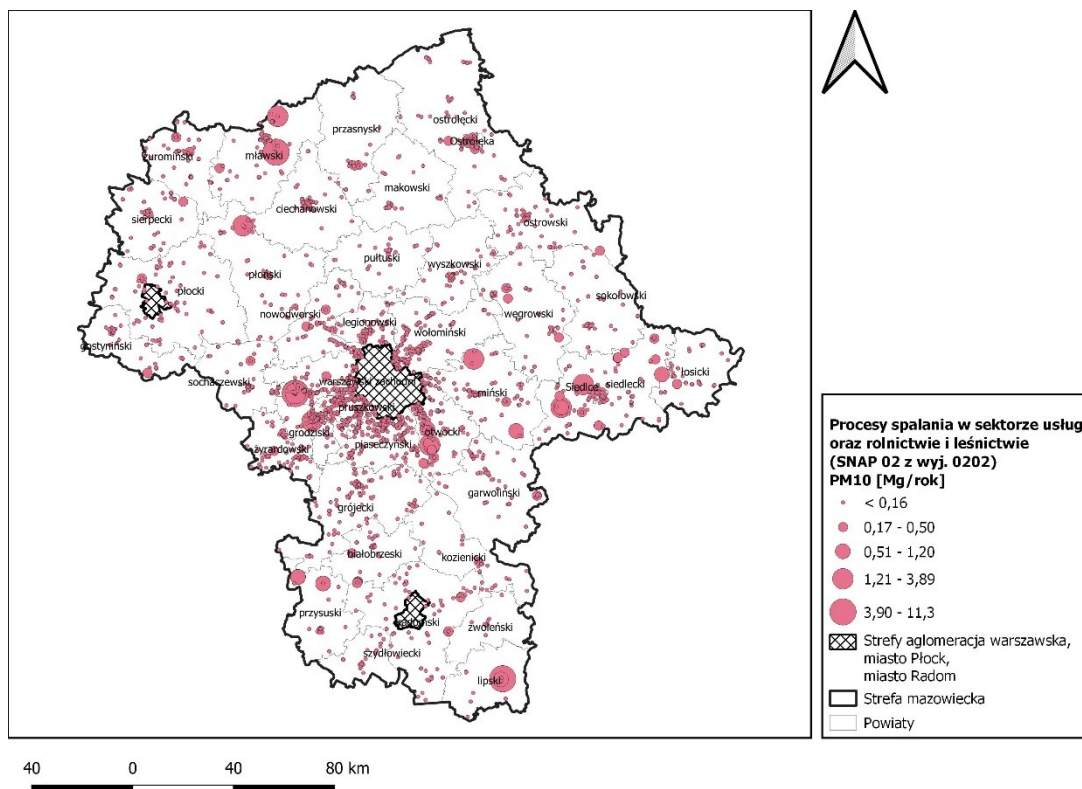 ostrołęcki
przasnyski
Ostrołęka
żuromiński
mławski
makowski
ciechanowski
sierpecki
ostrowski
pułtuski
wyszkowski
płoński
płocki
sokołowski
nowodworski
węgrowski
legionowski
wołomiński
gostyniński
łosicki
sochaczewski
warszawski zachodni
Siedlce
siedlecki
miński
pruszkowski
grodziski
otwocki
piaseczyński
żyrardowski
garwoliński
grójecki
białobrzeski
kozienicki
przysuski
radomski
zwoleński
szydłowiecki
lipski
Procesy spalania w sektorze usług
oraz rolnictwie i leśnictwie
(SNAP 02 z wyj. 0202)
PM10 [Mg/rok]
< 0,16
0,17 - 0,50
0,51 - 1,20
1,21 - 3,89
3,90 - 11,3
Strefy aglomeracja warszawska,
miasto Płock,
miasto Radom
Strefa mazowiecka
Powiaty
40 0 40 80 km